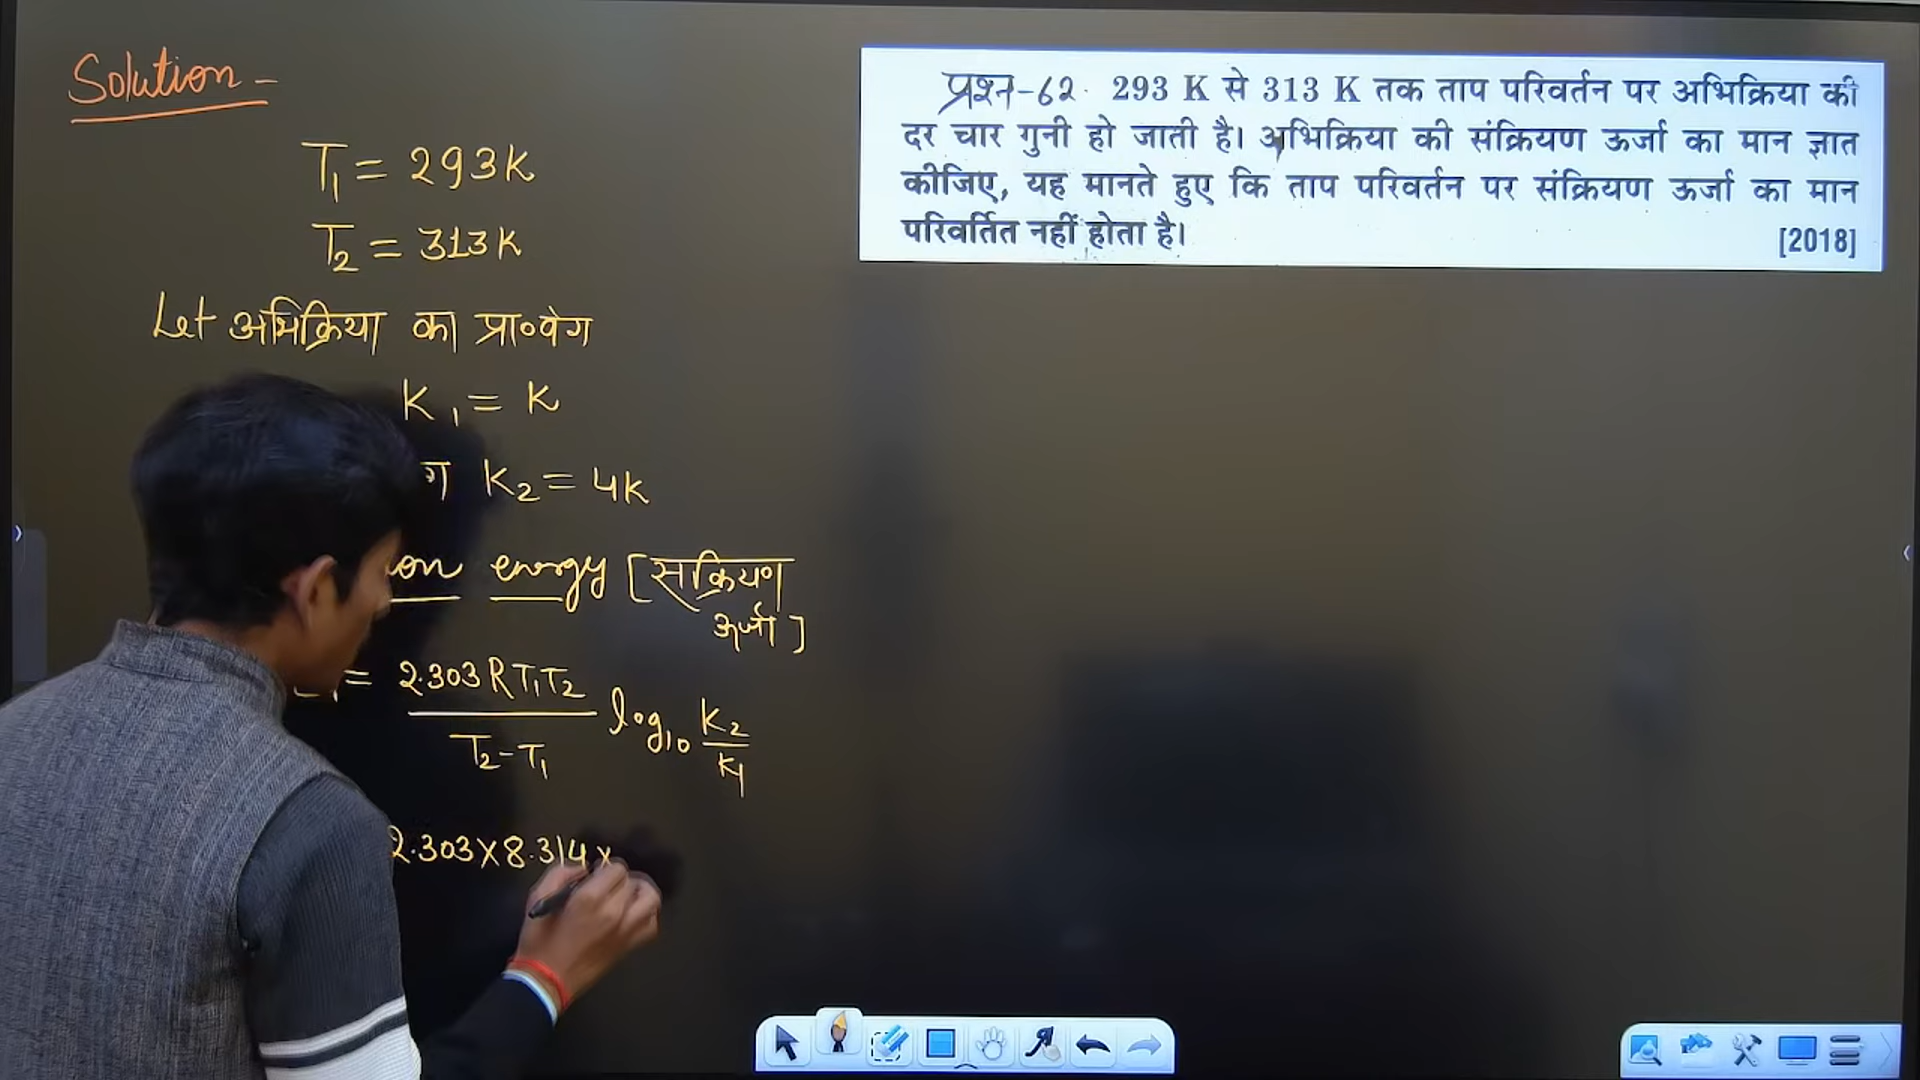 Solution -
T1 = 293K
T2 = 313K
Let अभिक्रिया का प्रा०वेग
K1 = K
K2 = 4K
energy [सक्रियण
ऊर्जा]
= 2.303RT1T2
T2-T1
log10 K2
K1
2.303×8.314×
प्रश्न-62. 293 K से 313 K तक ताप परिवर्तन पर अभिक्रिया की
दर चार गुनी हो जाती है। अभिक्रिया की संक्रियण ऊर्जा का मान ज्ञात
कीजिए, यह मानते हुए कि ताप परिवर्तन पर संक्रियण ऊर्जा का मान
परिवर्तित नहीं होता है।
[2018]